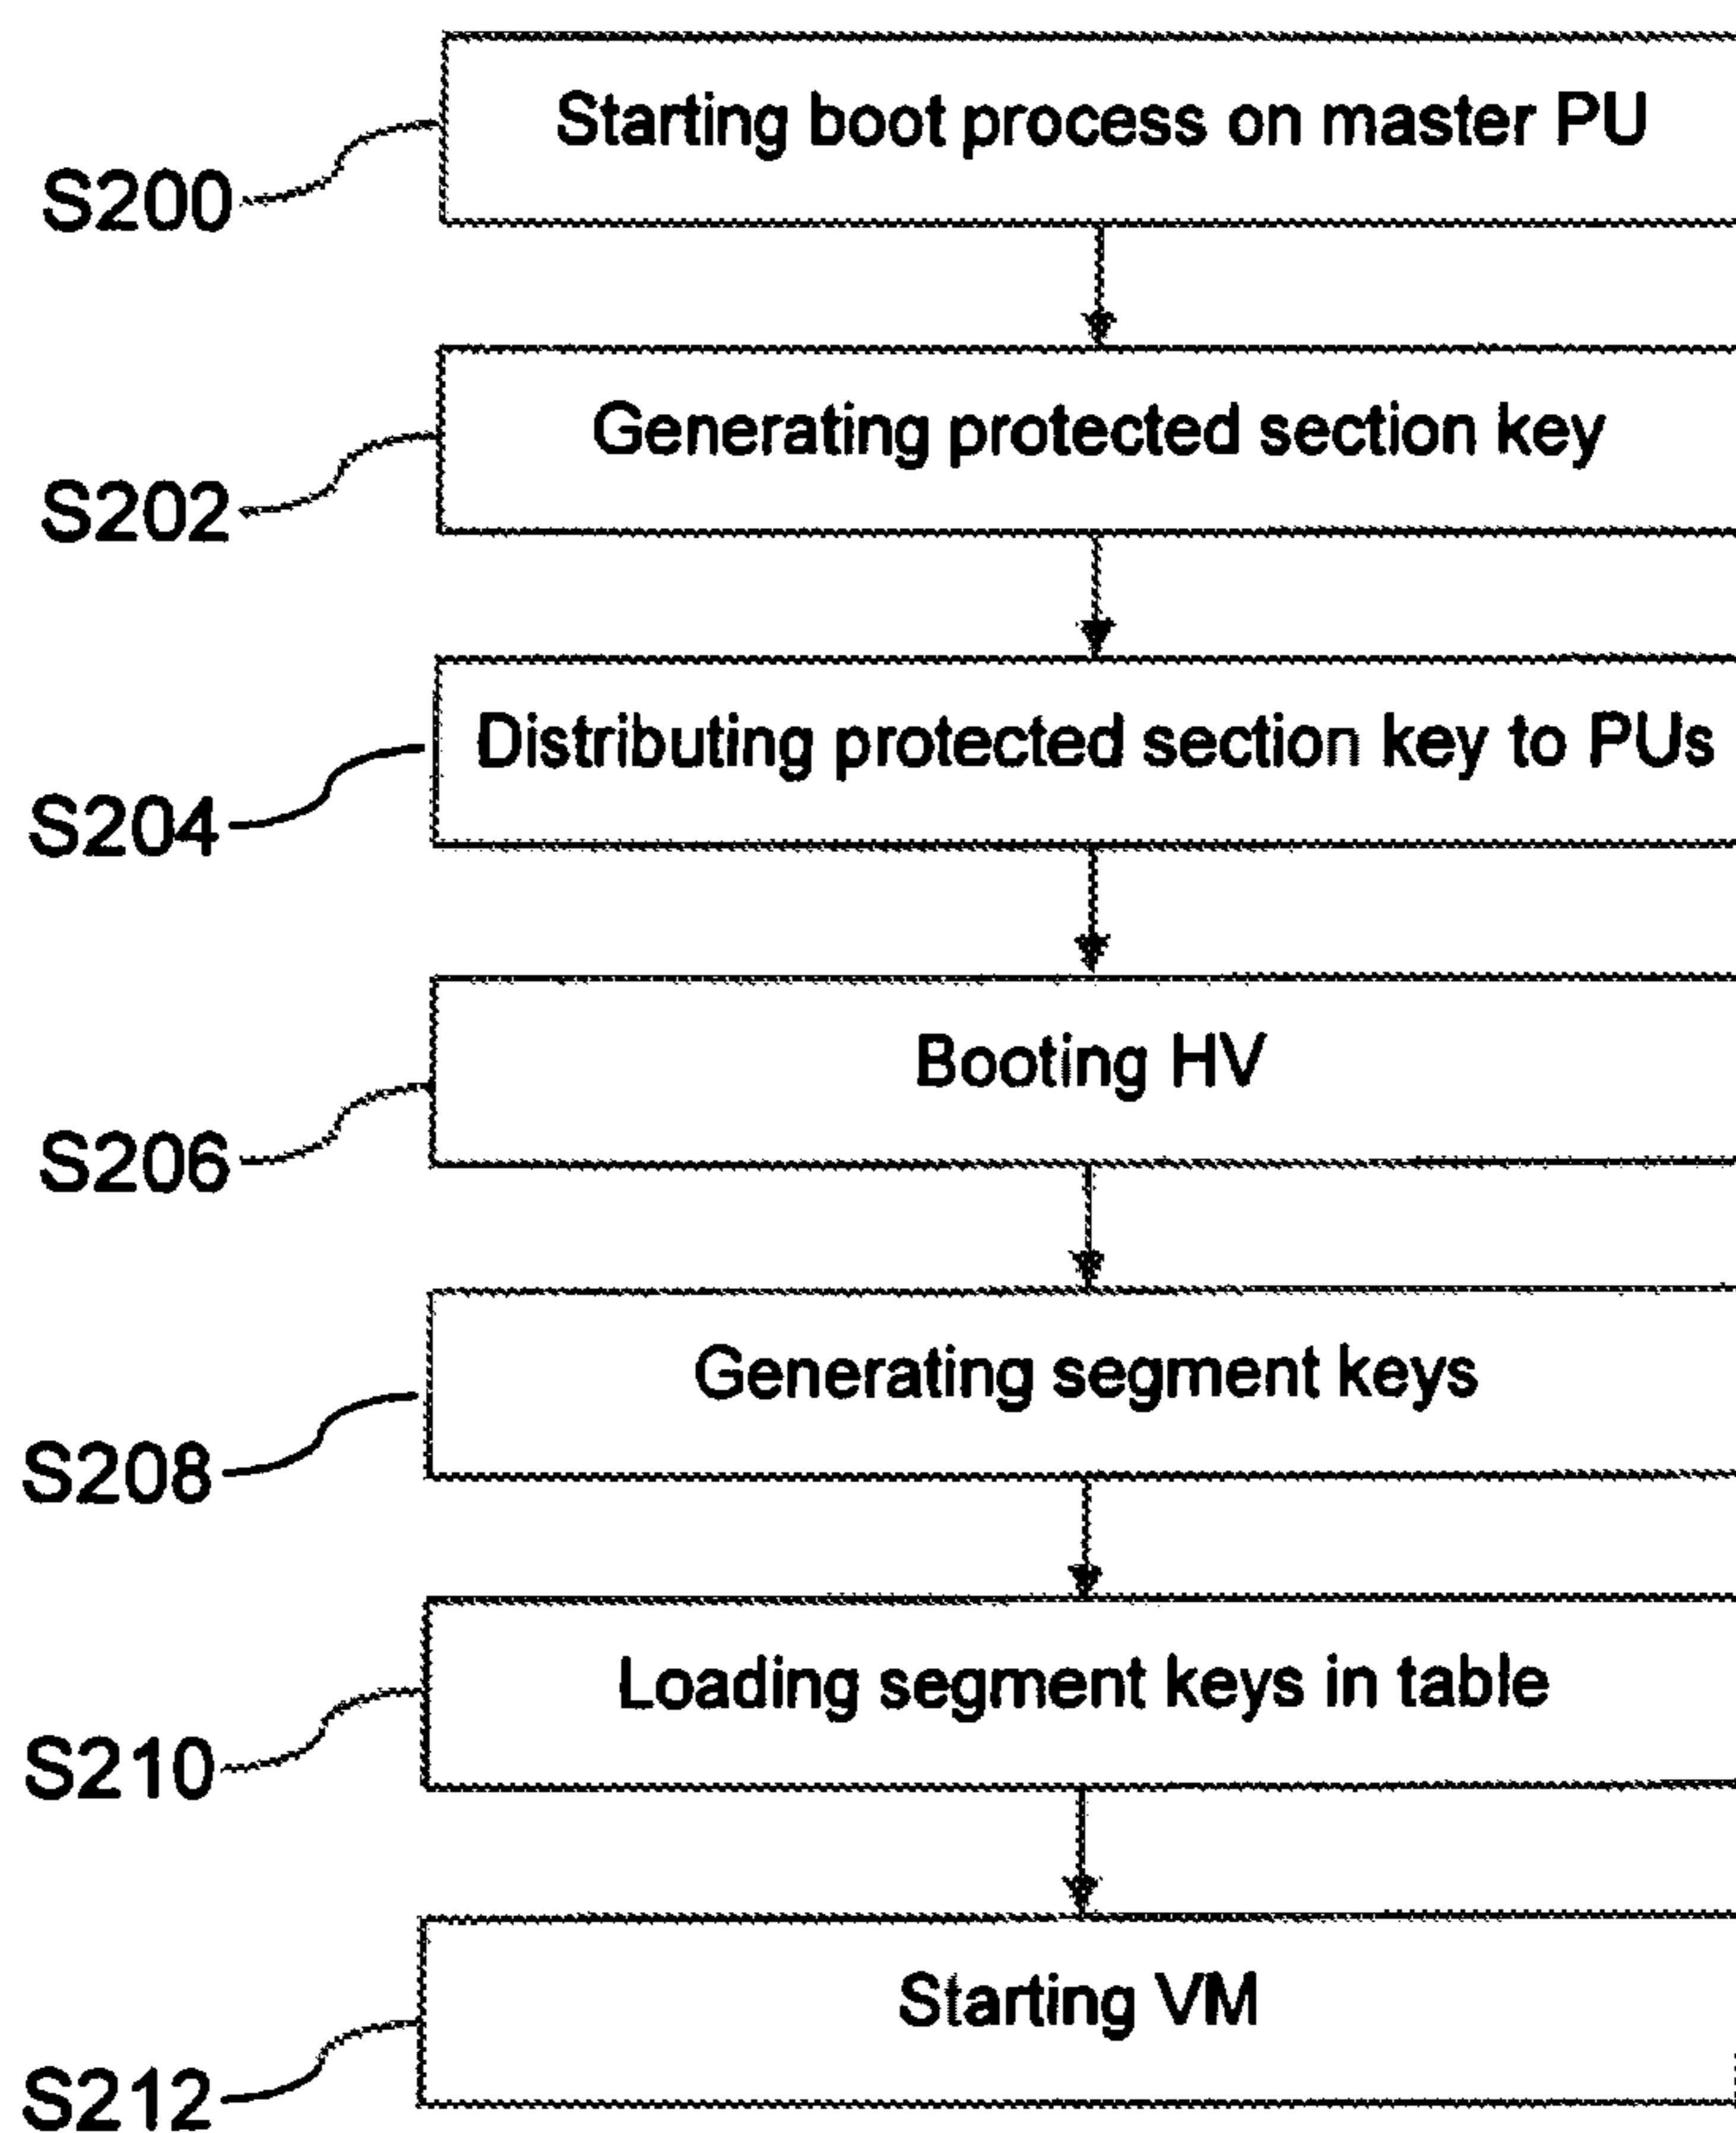 Starting boot process on master PU
S200
Generating protected section key
S202
Distributing protected section key to PUs
S204
Booting HV
S206
Generating segment keys
S208
Loading segment keys in table
S210
Starting VM
S212